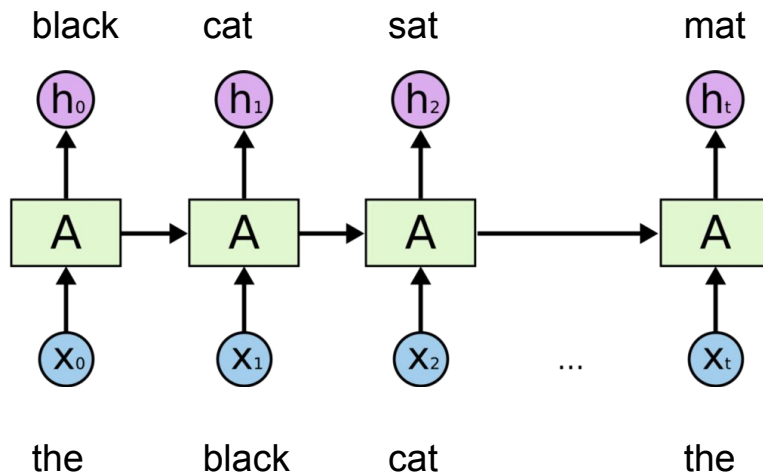 black cat sat mat
h₀ h₁ h₂ hₜ
A A A A
x₀ x₁ x₂ ... xₜ
the black cat the